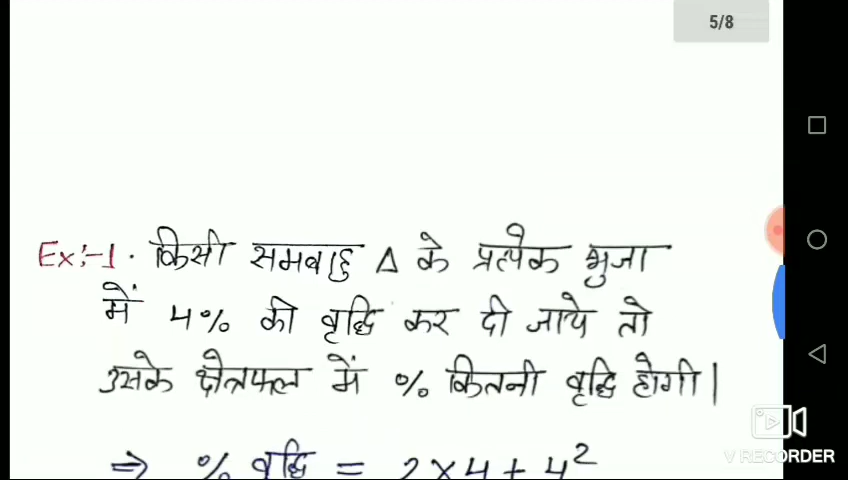 5/8
Ex:-1. किसी समबाहु Δ के प्रत्येक भुजा
में 4% की वृद्धि कर दी जाये तो
उसके क्षेत्रफल में % कितनी वृद्धि होगी।
⇒ % वृद्धि = 2×4+4²
V RECORDER